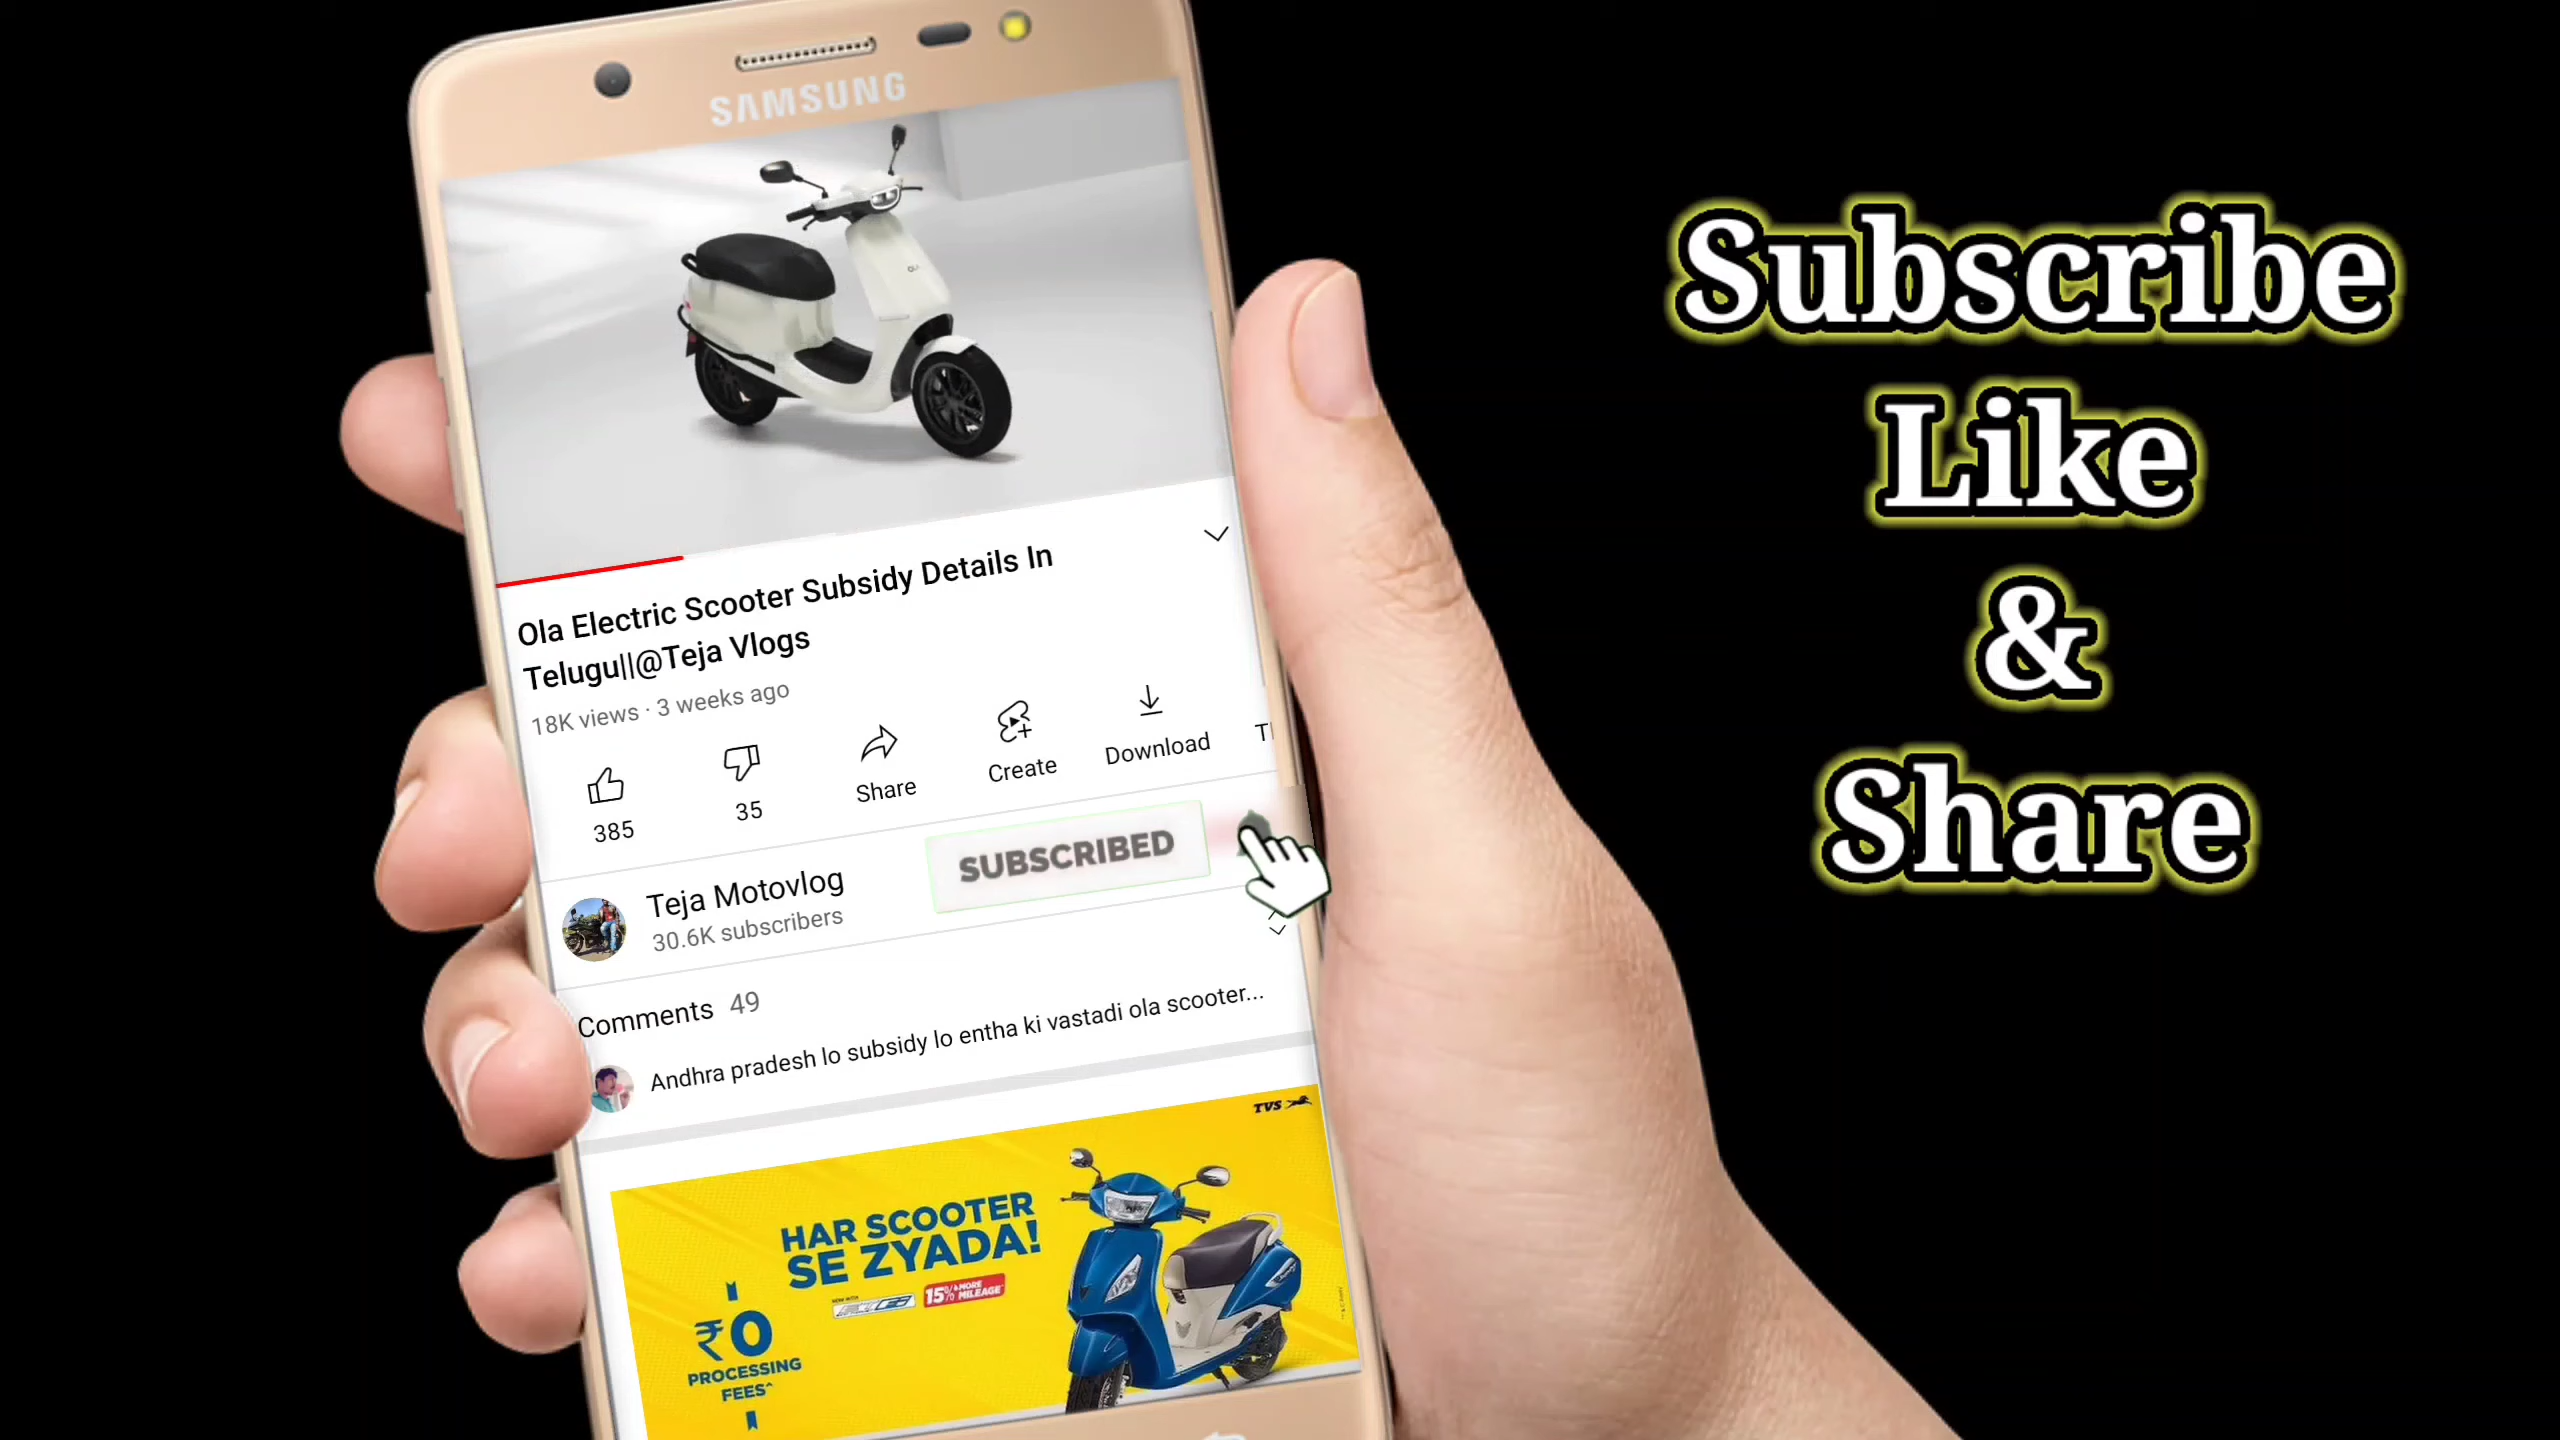 SAMSUNG
Ola Electric Scooter Subsidy Details In
Telugu||@Teja Vlogs
18K views · 3 weeks ago
385
35
Share
Create
Download
SUBSCRIBED
Teja Motovlog
30.6K subscribers
Comments 49
Andhra pradesh lo subsidy lo entha ki vastadi ola scooter...
TVS
HAR SCOOTER
SE ZYADA!
15% MORE
MILEAGE
₹0
PROCESSING
FEES^
Subscribe
Like
&
Share